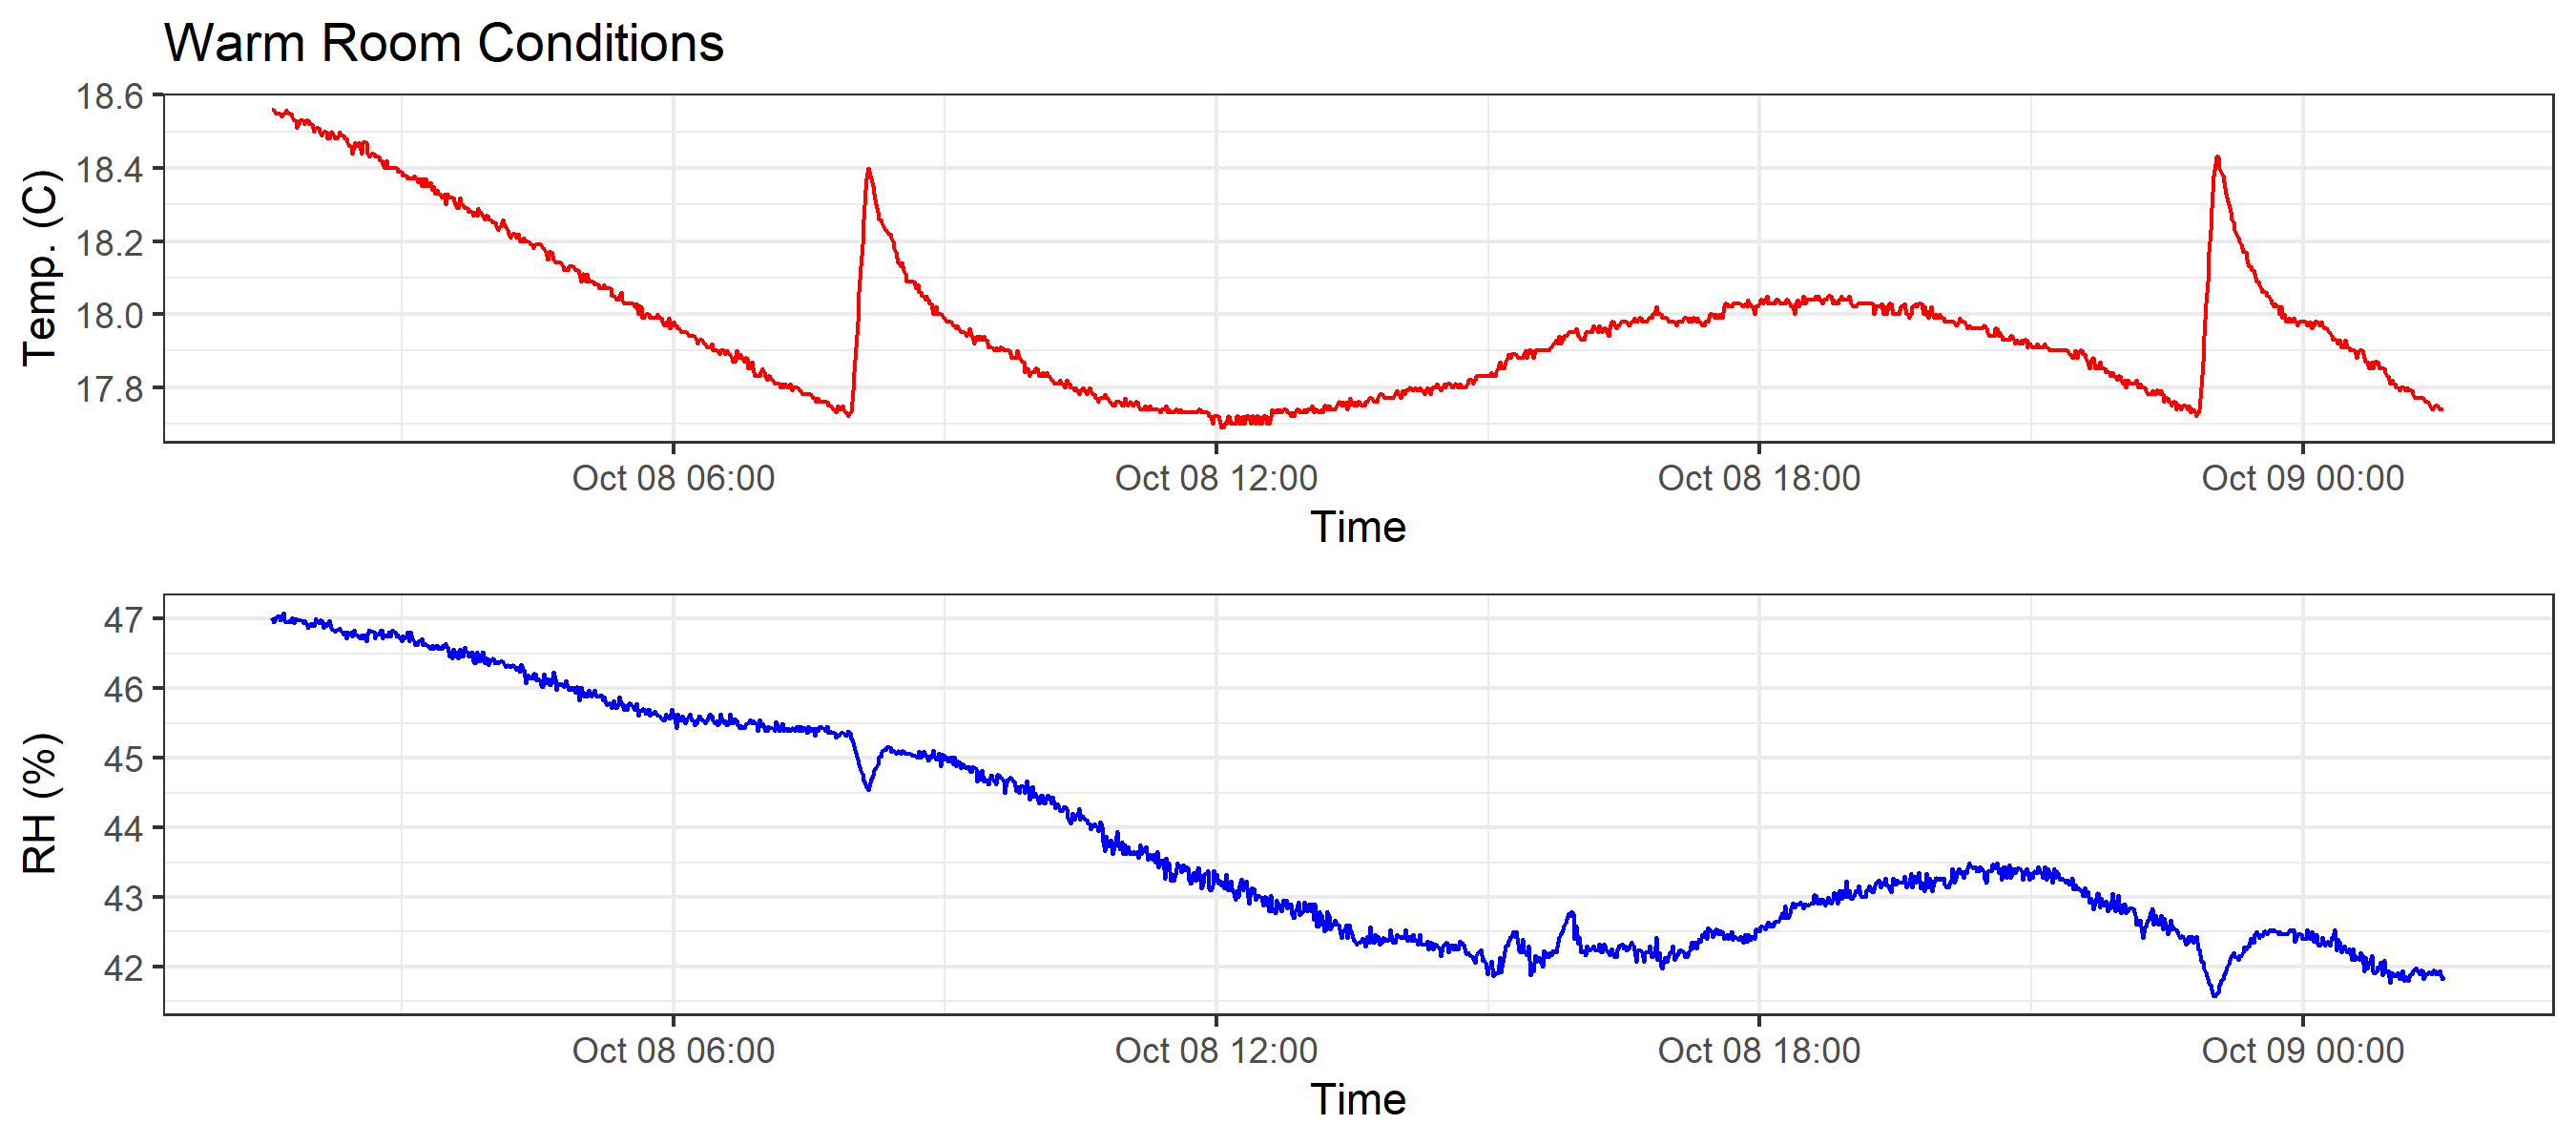 Warm Room Conditions
18.6
18.4
18.2
18.0
17.8
Temp. (C)
Oct 08 06:00 Oct 08 12:00 Oct 08 18:00 Oct 09 00:00
Time
47
46
45
44
43
42
RH (%)
Oct 08 06:00 Oct 08 12:00 Oct 08 18:00 Oct 09 00:00
Time